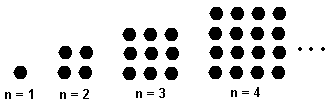 n = 1 n = 2 n = 3 n = 4